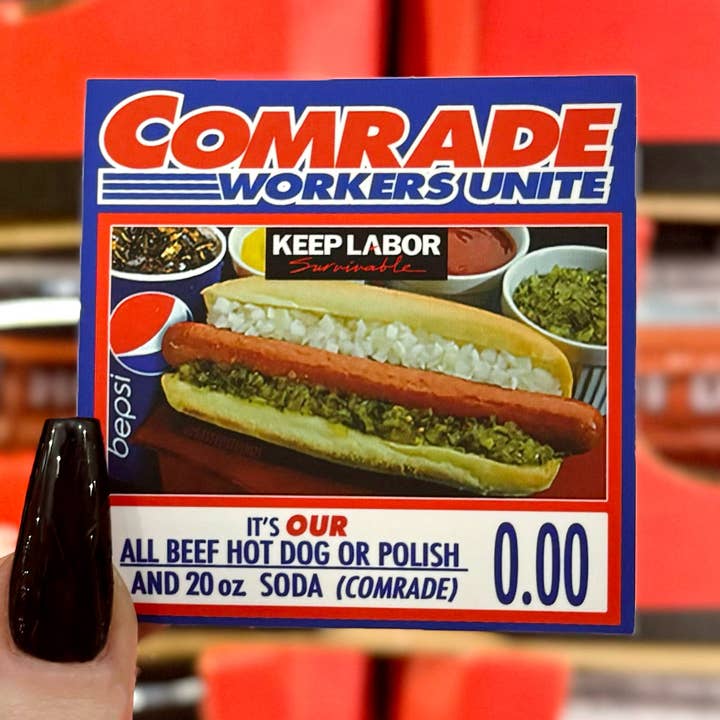 COMRADE
WORKERS UNITE
KEEP LABOR
Survivable
pepsi
IT'S OUR
ALL BEEF HOT DOG OR POLISH
AND 20 oz SODA (COMRADE)
0.00